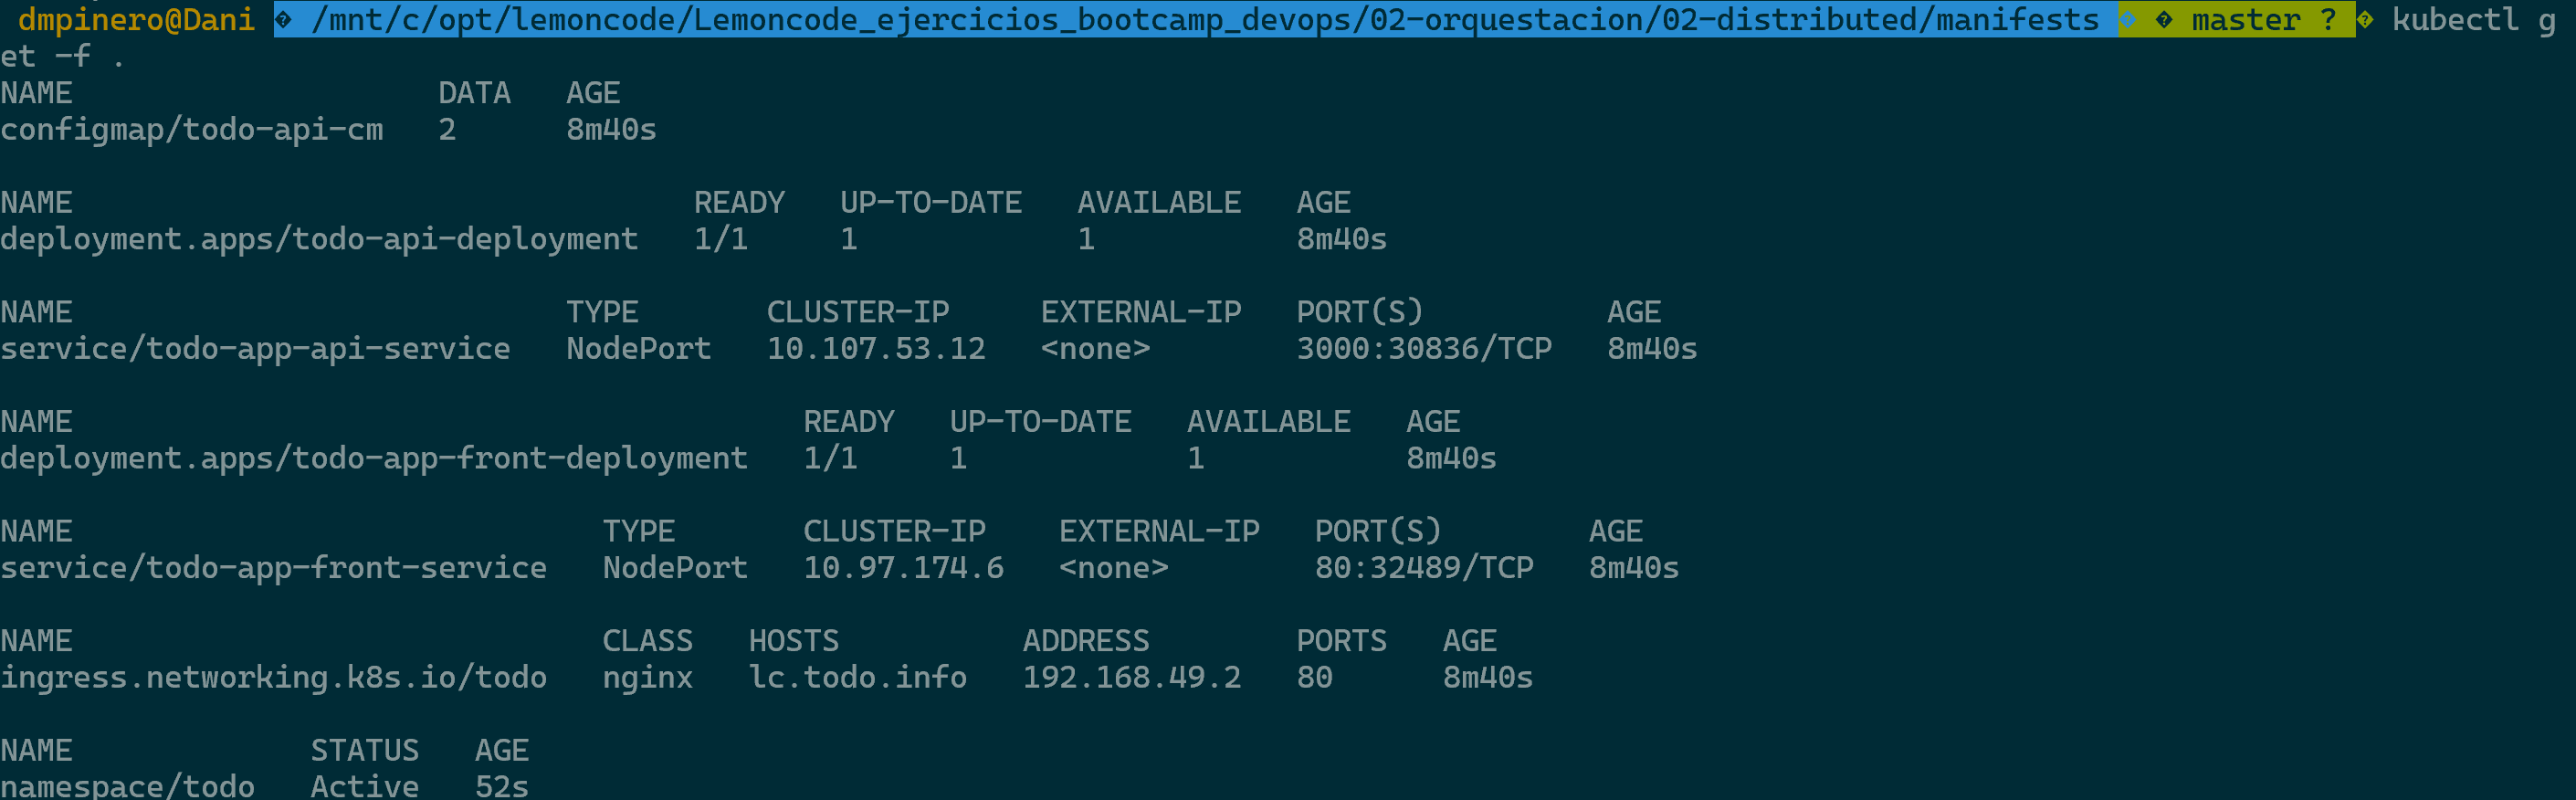 dmpinero@Dani � /mnt/c/opt/lemoncode/Lemoncode_ejercicios_bootcamp_devops/02-orquestacion/02-distributed/manifests � � master ? � kubectl g
et -f .
NAME                    DATA   AGE
configmap/todo-api-cm   2      8m40s

NAME                                  READY   UP-TO-DATE   AVAILABLE   AGE
deployment.apps/todo-api-deployment   1/1     1            1           8m40s

NAME                           TYPE       CLUSTER-IP     EXTERNAL-IP   PORT(S)          AGE
service/todo-app-api-service   NodePort   10.107.53.12   <none>        3000:30836/TCP   8m40s

NAME                                        READY   UP-TO-DATE   AVAILABLE   AGE
deployment.apps/todo-app-front-deployment   1/1     1            1           8m40s

NAME                             TYPE       CLUSTER-IP    EXTERNAL-IP   PORT(S)        AGE
service/todo-app-front-service   NodePort   10.97.174.6   <none>        80:32489/TCP   8m40s

NAME                             CLASS   HOSTS          ADDRESS        PORTS   AGE
ingress.networking.k8s.io/todo   nginx   lc.todo.info   192.168.49.2   80      8m40s

NAME             STATUS   AGE
namespace/todo   Active   52s